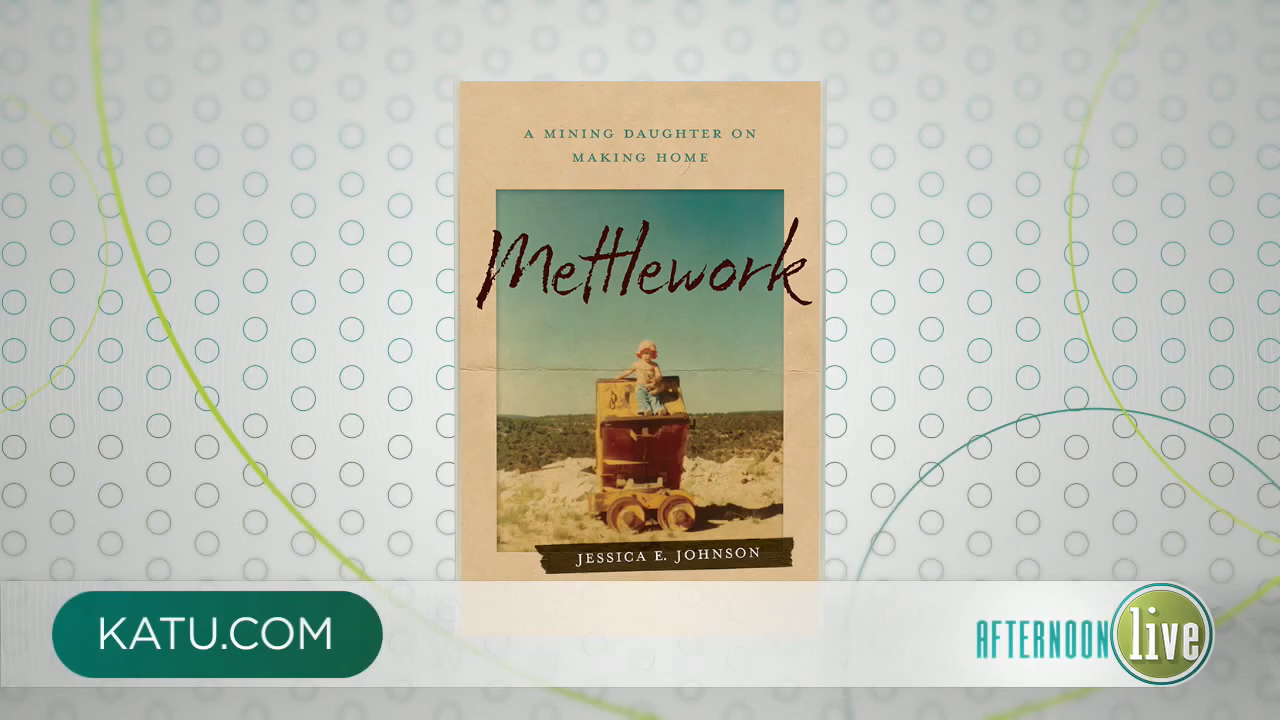 A MINING DAUGHTER ON
MAKING HOME
Mettlework
JESSICA E. JOHNSON
KATU.COM
AFTERNOON live